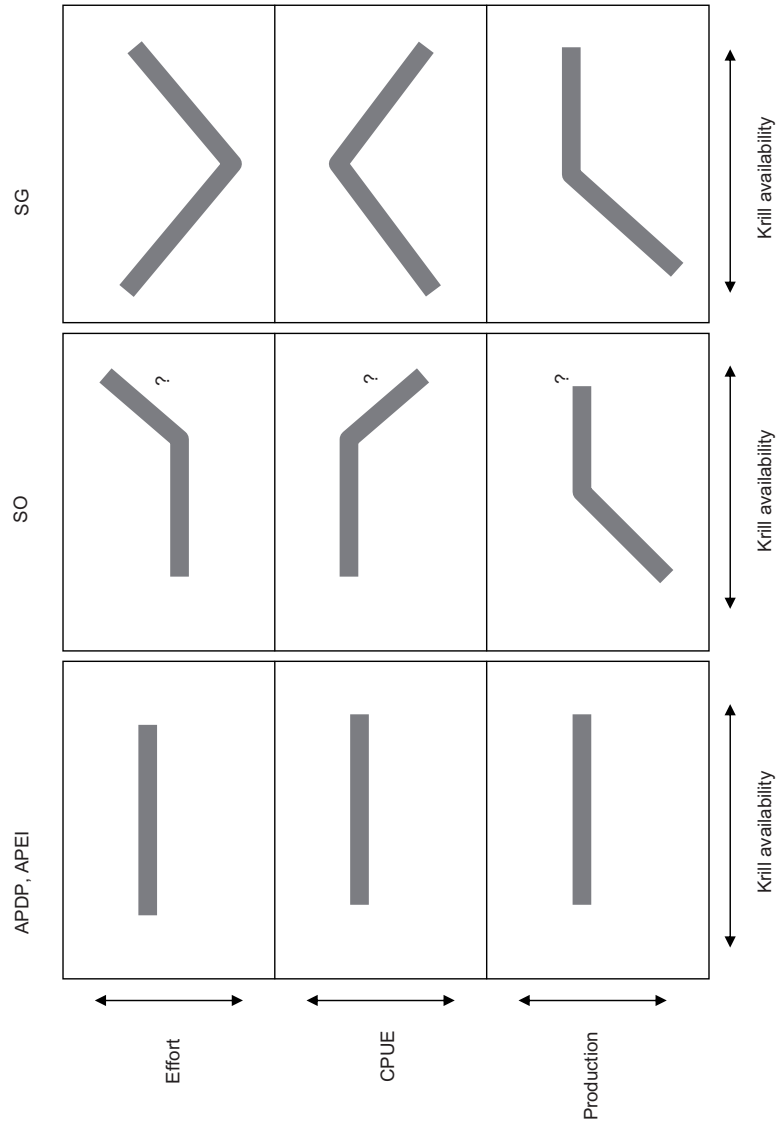 APDP, APEI
SO
SG
Effort
?
CPUE
?
Production
?
Krill availability
Krill availability
Krill availability